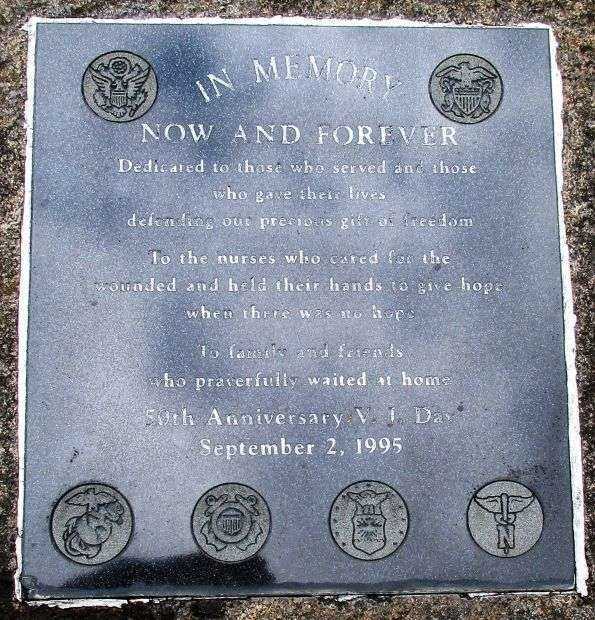 IN MEMORY
NOW AND FOREVER
Dedicated to those who served and those
who gave their lives
defending our precious gift of freedom
To the nurses who cared for the
wounded and held their hands to give hope
when there was no hope
To family and friends
who prayerfully waited at home
50th Anniversary V. J. Day
September 2, 1995
N